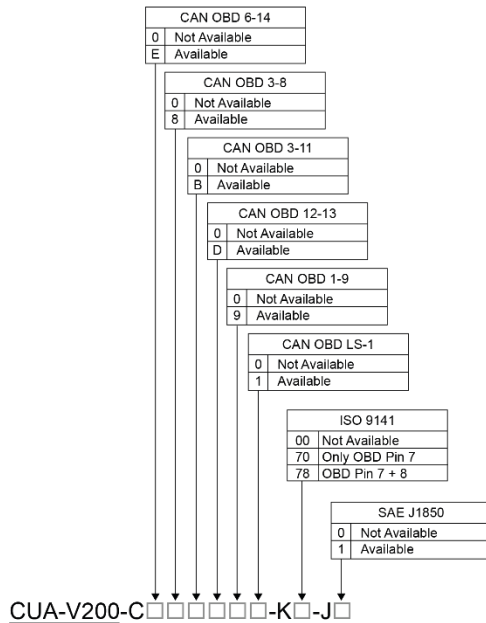 CAN OBD 6-14
0 Not Available
E Available
CAN OBD 3-8
0 Not Available
8 Available
CAN OBD 3-11
0 Not Available
B Available
CAN OBD 12-13
0 Not Available
D Available
CAN OBD 1-9
0 Not Available
9 Available
CAN OBD LS-1
0 Not Available
1 Available
ISO 9141
00 Not Available
70 Only OBD Pin 7
78 OBD Pin 7 + 8
SAE J1850
0 Not Available
1 Available
CUA-V200-C□□□□□□-K□-J□